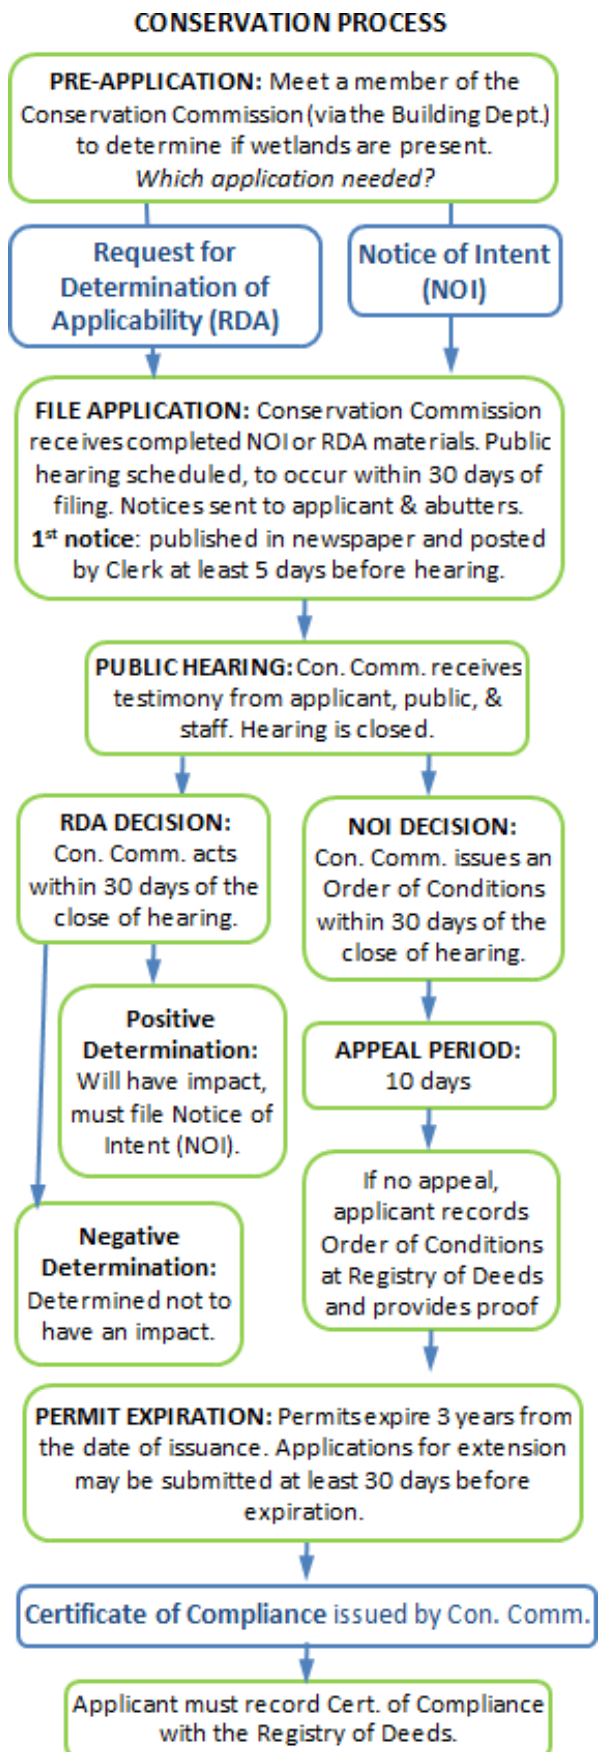 CONSERVATION PROCESS
PRE-APPLICATION: Meet a member of the
Conservation Commission (via the Building Dept.)
to determine if wetlands are present.
Which application needed?
Request for
Determination of
Applicability (RDA)
Notice of Intent
(NOI)
FILE APPLICATION: Conservation Commission
receives completed NOI or RDA materials. Public
hearing scheduled, to occur within 30 days of
filing. Notices sent to applicant & abutters.
1st notice: published in newspaper and posted
by Clerk at least 5 days before hearing.
PUBLIC HEARING: Con. Comm. receives
testimony from applicant, public, &
staff. Hearing is closed.
RDA DECISION:
Con. Comm. acts
within 30 days of the
close of hearing.
NOI DECISION:
Con. Comm. issues an
Order of Conditions
within 30 days of the
close of hearing.
Positive
Determination:
Will have impact,
must file Notice of
Intent (NOI).
APPEAL PERIOD:
10 days
Negative
Determination:
Determined not to
have an impact.
If no appeal,
applicant records
Order of Conditions
at Registry of Deeds
and provides proof
PERMIT EXPIRATION: Permits expire 3 years from
the date of issuance. Applications for extension
may be submitted at least 30 days before
expiration.
Certificate of Compliance issued by Con. Comm.
Applicant must record Cert. of Compliance
with the Registry of Deeds.